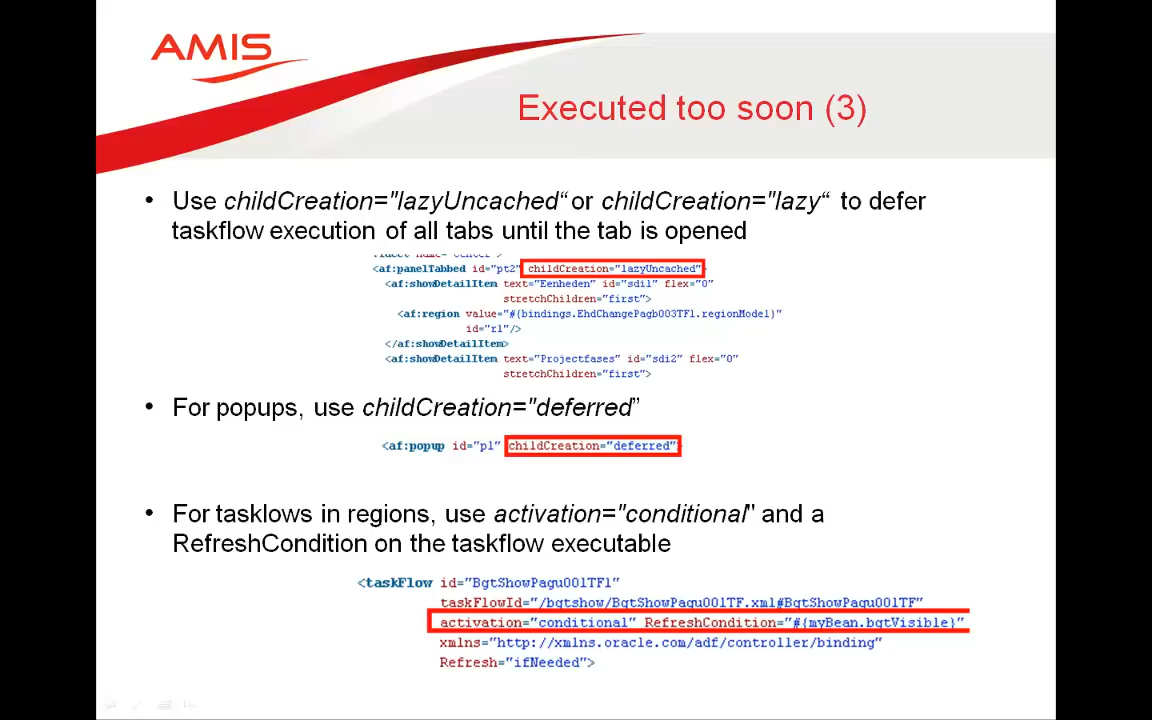 AMIS
Executed too soon (3)
• Use childCreation="lazyUncached“ or childCreation="lazy“ to defer
taskflow execution of all tabs until the tab is opened
<af:panelTabbed id="pt2" childCreation="lazyUncached">
<af:showDetailItem text="Eenheden" id="sdi1" flex="0"
stretchChildren="first">
<af:region value="#{bindings.EhdChangePagb003TF1.regionModel}"
id="r1"/>
</af:showDetailItem>
<af:showDetailItem text="Projectfases" id="sdi2" flex="0"
stretchChildren="first">
• For popups, use childCreation="deferred”
<af:popup id="p1" childCreation="deferred"
• For tasklows in regions, use activation="conditional" and a
RefreshCondition on the taskflow executable
<taskFlow id="BgtShowPagu001TF1"
taskFlowId="/bgtshow/BgtShowPagu001TF.xml#BgtShowPagu001TF"
activation="conditional" RefreshCondition="#{myBean.bgtVisible}"
xmlns="http://xmlns.oracle.com/adf/controller/binding"
Refresh="ifNeeded">